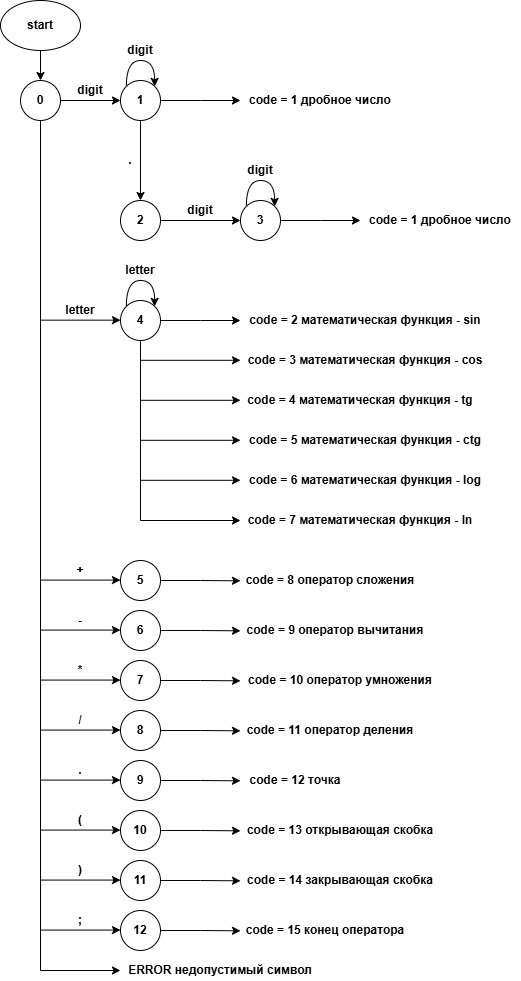 start
digit
0
digit
1
code = 1 дробное число
.
digit
2
digit
3
code = 1 дробное число
letter
letter
4
code = 2 математическая функция - sin
code = 3 математическая функция - cos
code = 4 математическая функция - tg
code = 5 математическая функция - ctg
code = 6 математическая функция - log
code = 7 математическая функция - ln
+
5
code = 8 оператор сложения
-
6
code = 9 оператор вычитания
*
7
code = 10 оператор умножения
/
8
code = 11 оператор деления
.
9
code = 12 точка
(
10
code = 13 открывающая скобка
)
11
code = 14 закрывающая скобка
;
12
code = 15 конец оператора
ERROR недопустимый символ